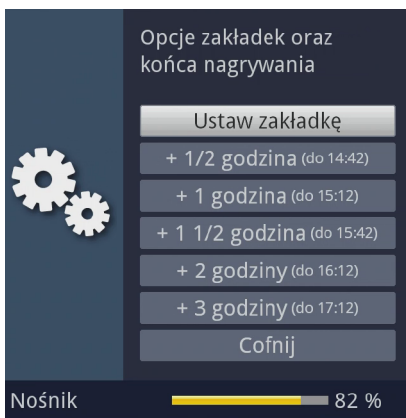 Opcje zakładek oraz
końca nagrywania
Ustaw zakładkę
+ 1/2 godzina (do 14:42)
+ 1 godzina (do 15:12)
+ 1 1/2 godzina (do 15:42)
+ 2 godziny (do 16:12)
+ 3 godziny (do 17:12)
Cofnij
Nośnik 82 %